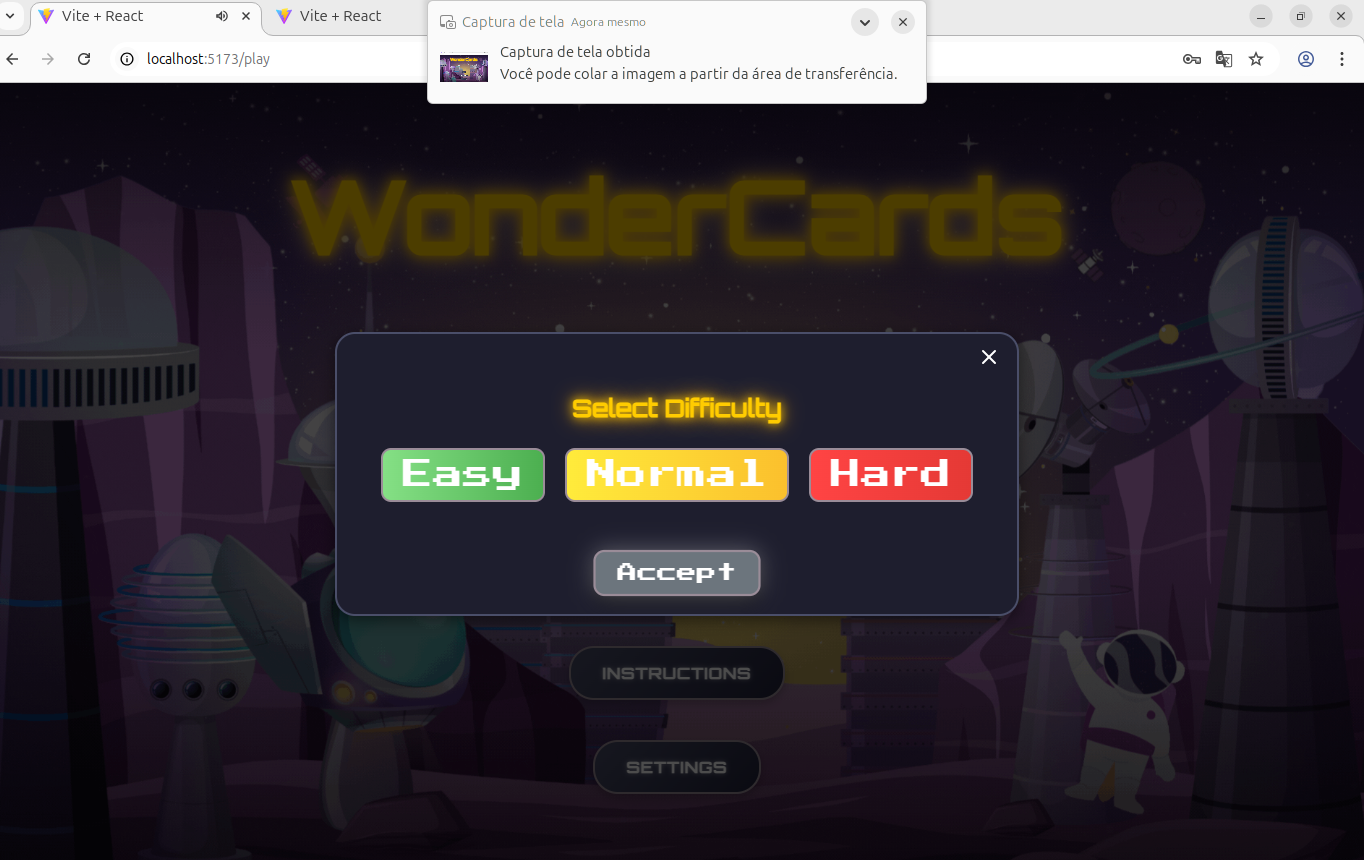 Vite + React
Vite + React
Captura de tela Agora mesmo
Captura de tela obtida
Você pode colar a imagem a partir da área de transferência.
localhost:5173/play
WonderCards
Select Difficulty
Easy
Normal
Hard
Accept
INSTRUCTIONS
SETTINGS